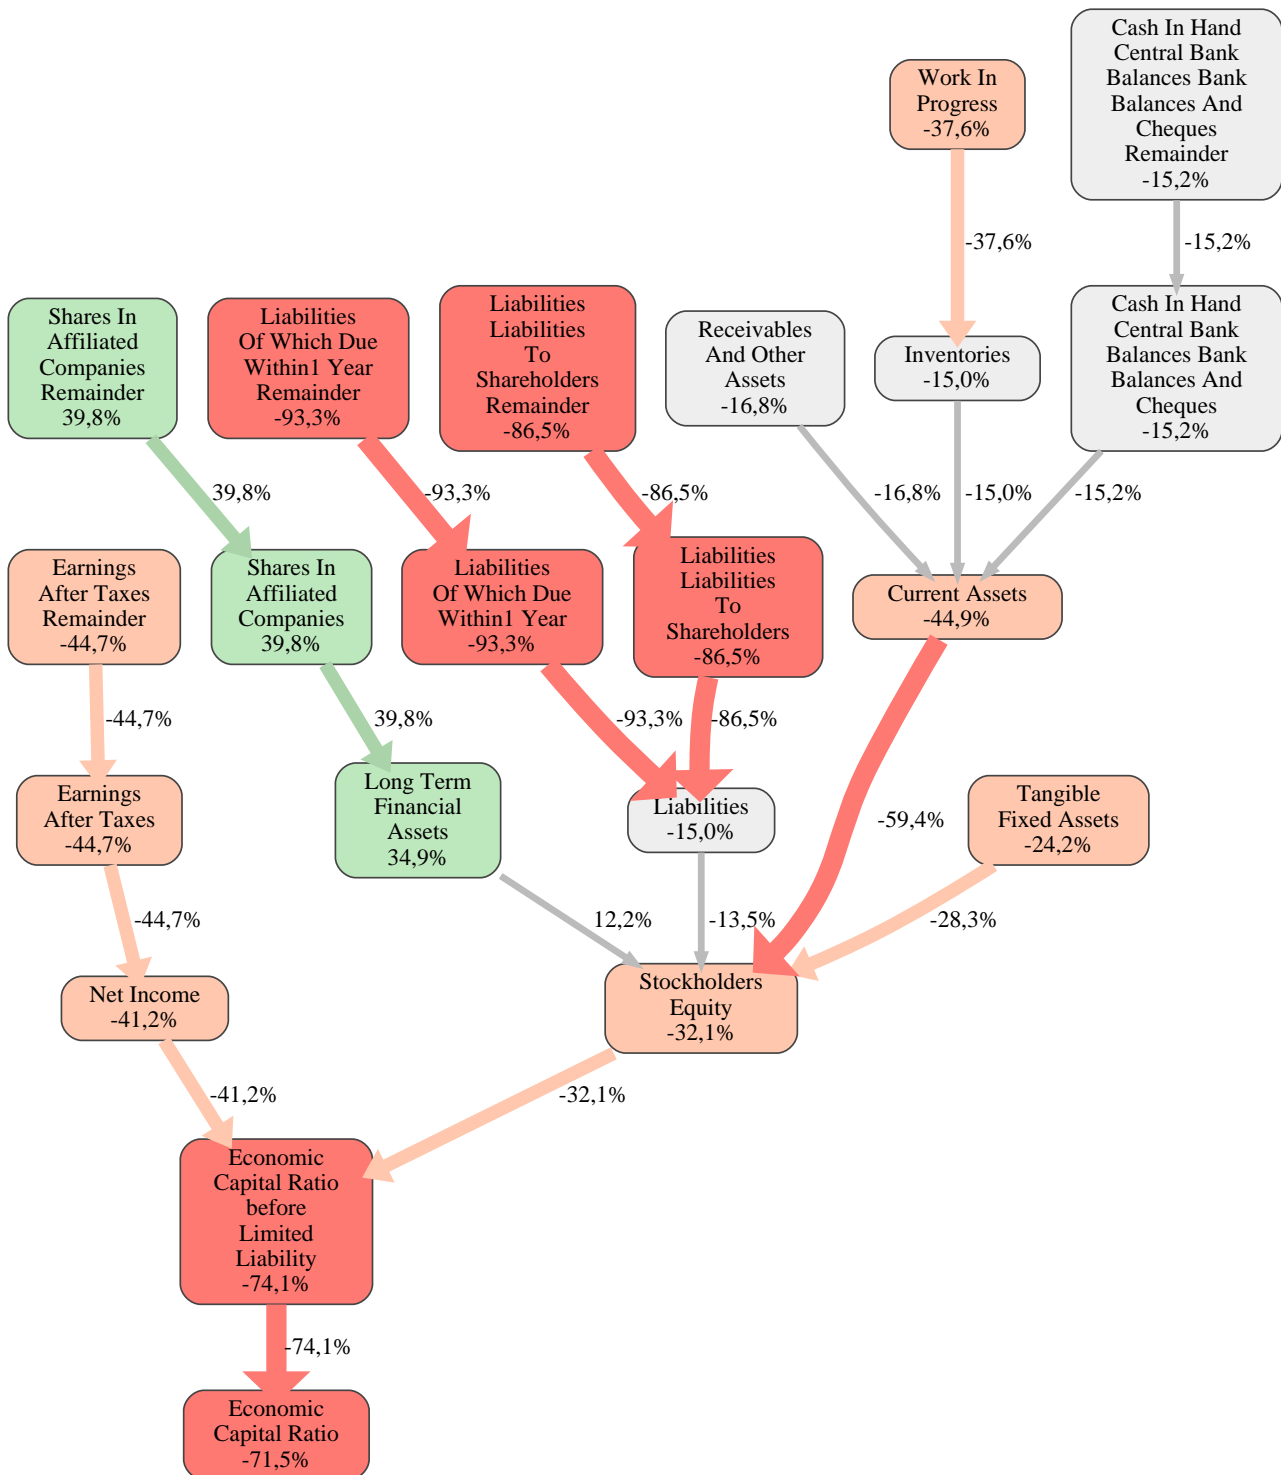 Cash In Hand
Central Bank
Balances Bank
Balances And
Cheques
Remainder
-15,2%
Work In
Progress
-37,6%
-37,6%
-15,2%
Shares In
Affiliated
Companies
Remainder
39,8%
Liabilities
Of Which Due
Within1 Year
Remainder
-93,3%
Liabilities
Liabilities
To
Shareholders
Remainder
-86,5%
Receivables
And Other
Assets
-16,8%
Inventories
-15,0%
Cash In Hand
Central Bank
Balances Bank
Balances And
Cheques
-15,2%
39,8%
-93,3%
-86,5%
-16,8%
-15,0%
-15,2%
Earnings
After Taxes
Remainder
-44,7%
Shares In
Affiliated
Companies
39,8%
Liabilities
Of Which Due
Within1 Year
-93,3%
Liabilities
Liabilities
To
Shareholders
-86,5%
Current Assets
-44,9%
-44,7%
39,8%
-93,3%
-86,5%
Earnings
After Taxes
-44,7%
Long Term
Financial
Assets
34,9%
Liabilities
-15,0%
-59,4%
Tangible
Fixed Assets
-24,2%
-44,7%
12,2%
-13,5%
-28,3%
Net Income
-41,2%
Stockholders
Equity
-32,1%
-41,2%
-32,1%
Economic
Capital Ratio
before
Limited
Liability
-74,1%
-74,1%
Economic
Capital Ratio
-71,5%